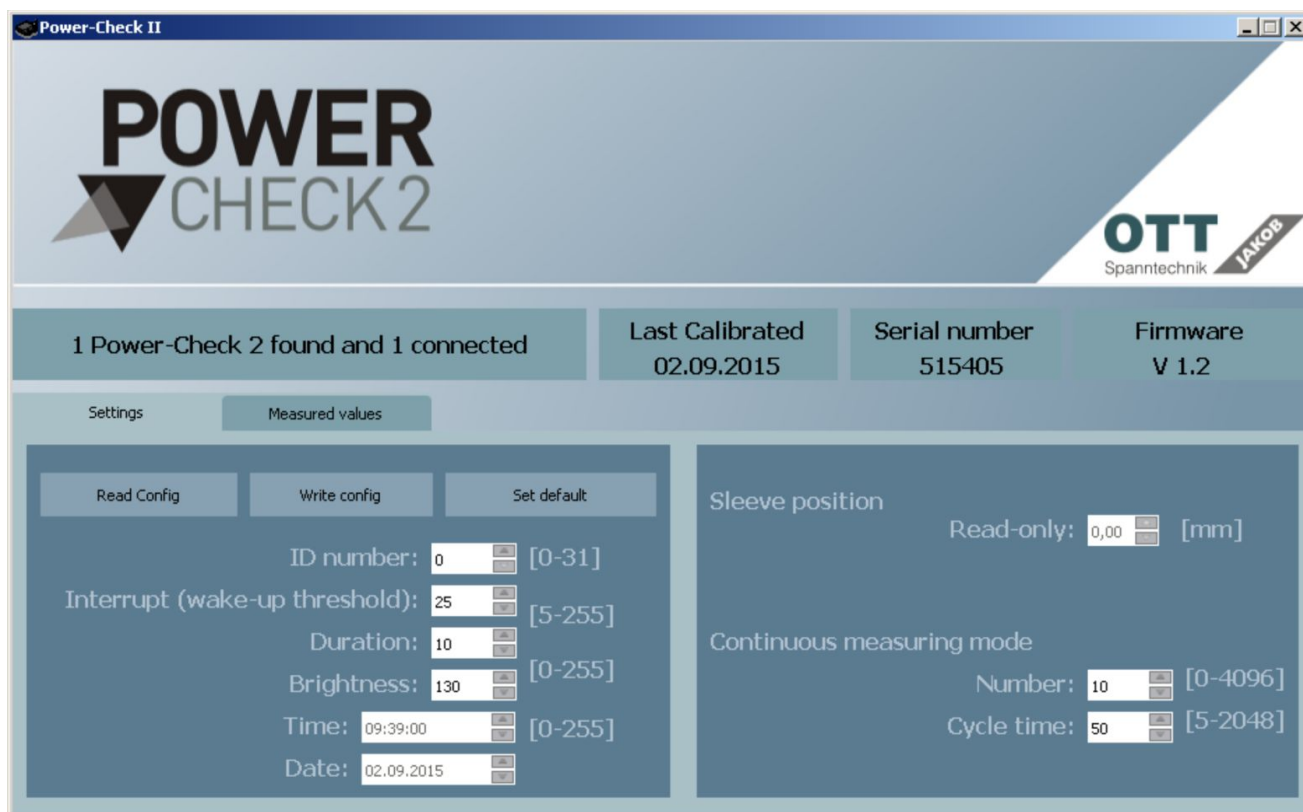 Power-Check II
POWER
CHECK2
OTT
JAKOB
Spanntechnik
1 Power-Check 2 found and 1 connected
Last Calibrated
02.09.2015
Serial number
515405
Firmware
V 1.2
Settings
Measured values
Read Config
Write config
Set default
ID number: 0 [0-31]
Interrupt (wake-up threshold): 25 [5-255]
Duration: 10 [0-255]
Brightness: 130 [0-255]
Time: 09:39:00
Date: 02.09.2015
Sleeve position
Read-only: 0,00 [mm]
Continuous measuring mode
Number: 10 [0-4096]
Cycle time: 50 [5-2048]